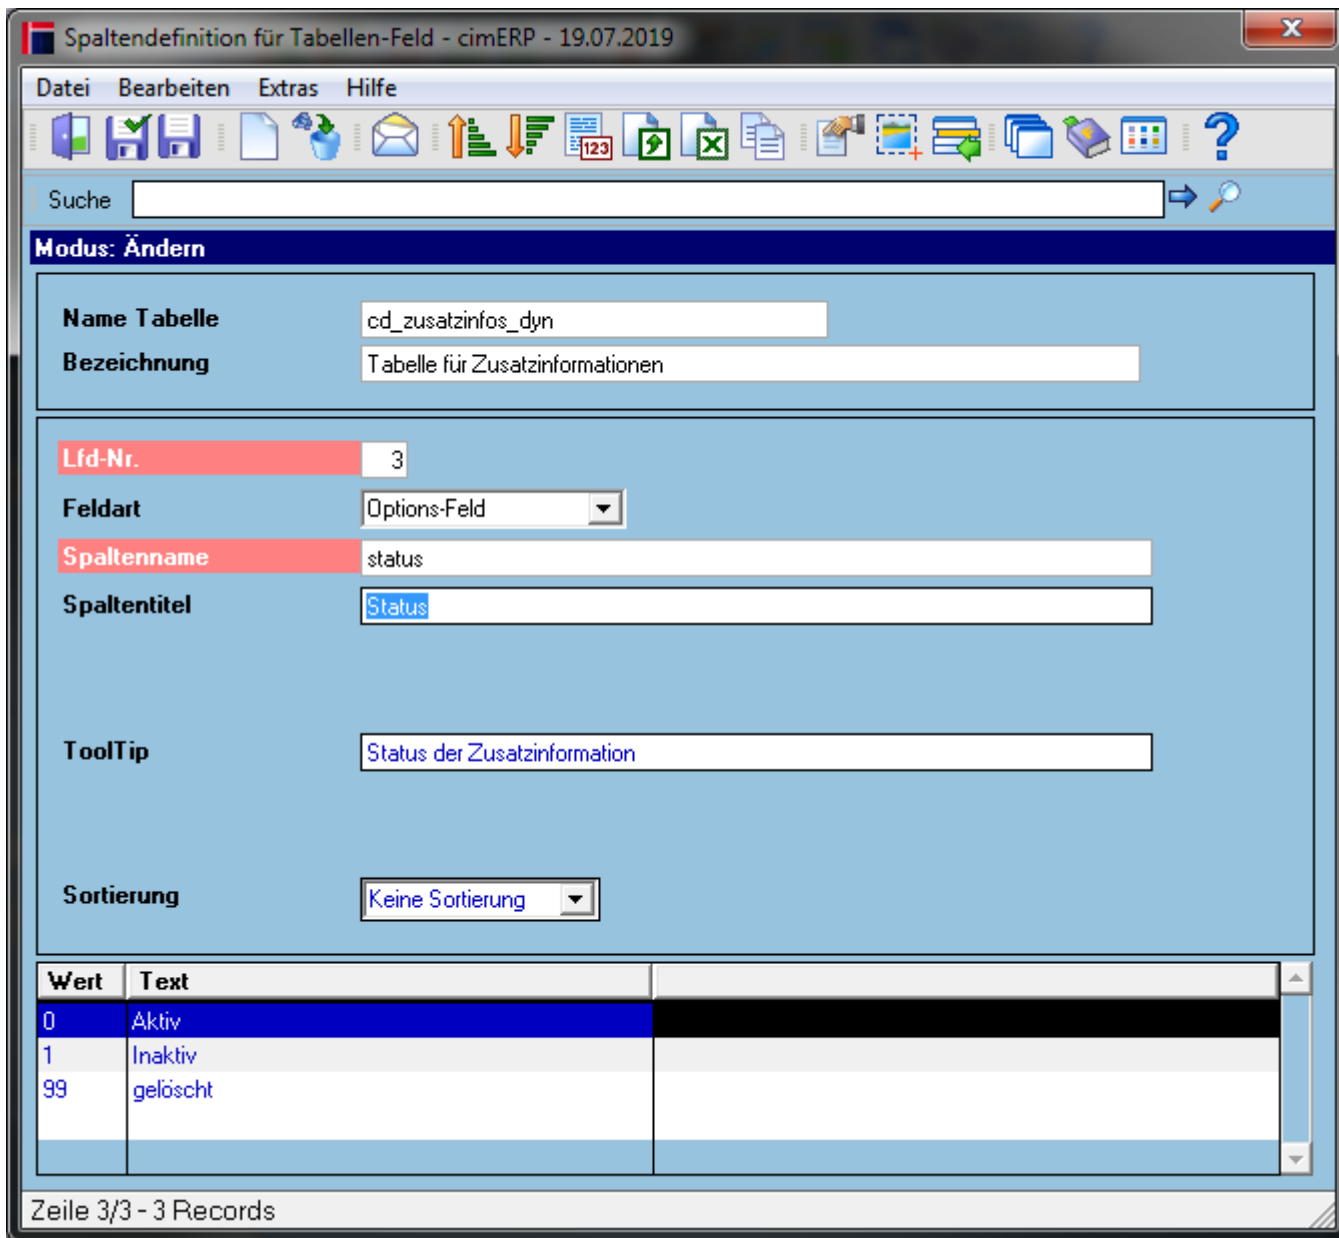 Spaltendefinition für Tabellen-Feld - cimERP - 19.07.2019
Datei Bearbeiten Extras Hilfe
123
Suche
Modus: Ändern
Name Tabelle cd_zusatzinfos_dyn
Bezeichnung Tabelle für Zusatzinformationen
Lfd-Nr. 3
Feldart Options-Feld
Spaltenname status
Spaltentitel Status
ToolTip Status der Zusatzinformation
Sortierung Keine Sortierung
Wert Text
0 Aktiv
1 Inaktiv
99 gelöscht
Zeile 3/3 - 3 Records